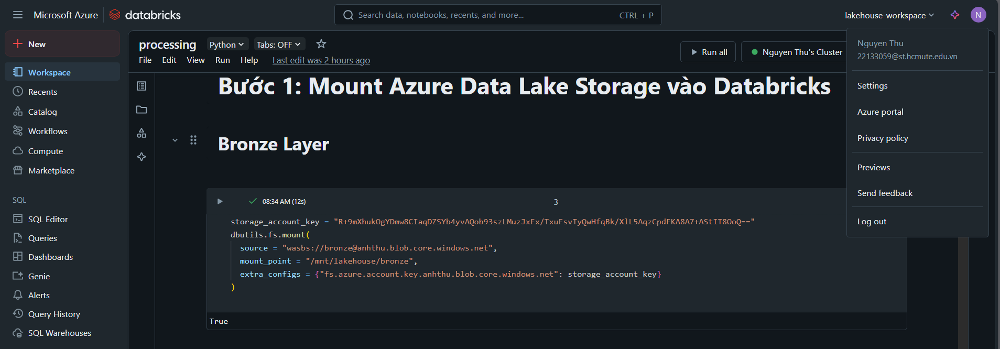 Microsoft Azure databricks
Search data, notebooks, recents, and more... CTRL + P
lakehouse-workspace
N
New
Workspace
Recents
Catalog
Workflows
Compute
Marketplace
SQL
SQL Editor
Queries
Dashboards
Genie
Alerts
Query History
SQL Warehouses
processing Python Tabs: OFF
File Edit View Run Help Last edit was 2 hours ago
Run all Nguyen Thu's Cluster
Bước 1: Mount Azure Data Lake Storage vào Databricks
Bronze Layer
08:34 AM (12s) 3
storage_account_key = "R+9mXhukOgYDmw8CIaqDZSYb4yvAQob93szLMuzJxFx/TxuFsvTyQwHfqBk/XlL5AqzCpdFKA8A7+AStIT8OoQ=="
dbutils.fs.mount(
source = "wasbs://bronze@anhthu.blob.core.windows.net",
mount_point = "/mnt/lakehouse/bronze",
extra_configs = {"fs.azure.account.key.anhthu.blob.core.windows.net": storage_account_key}
)
True
Nguyen Thu
22133059@st.hcmute.edu.vn
Settings
Azure portal
Privacy policy
Previews
Send feedback
Log out